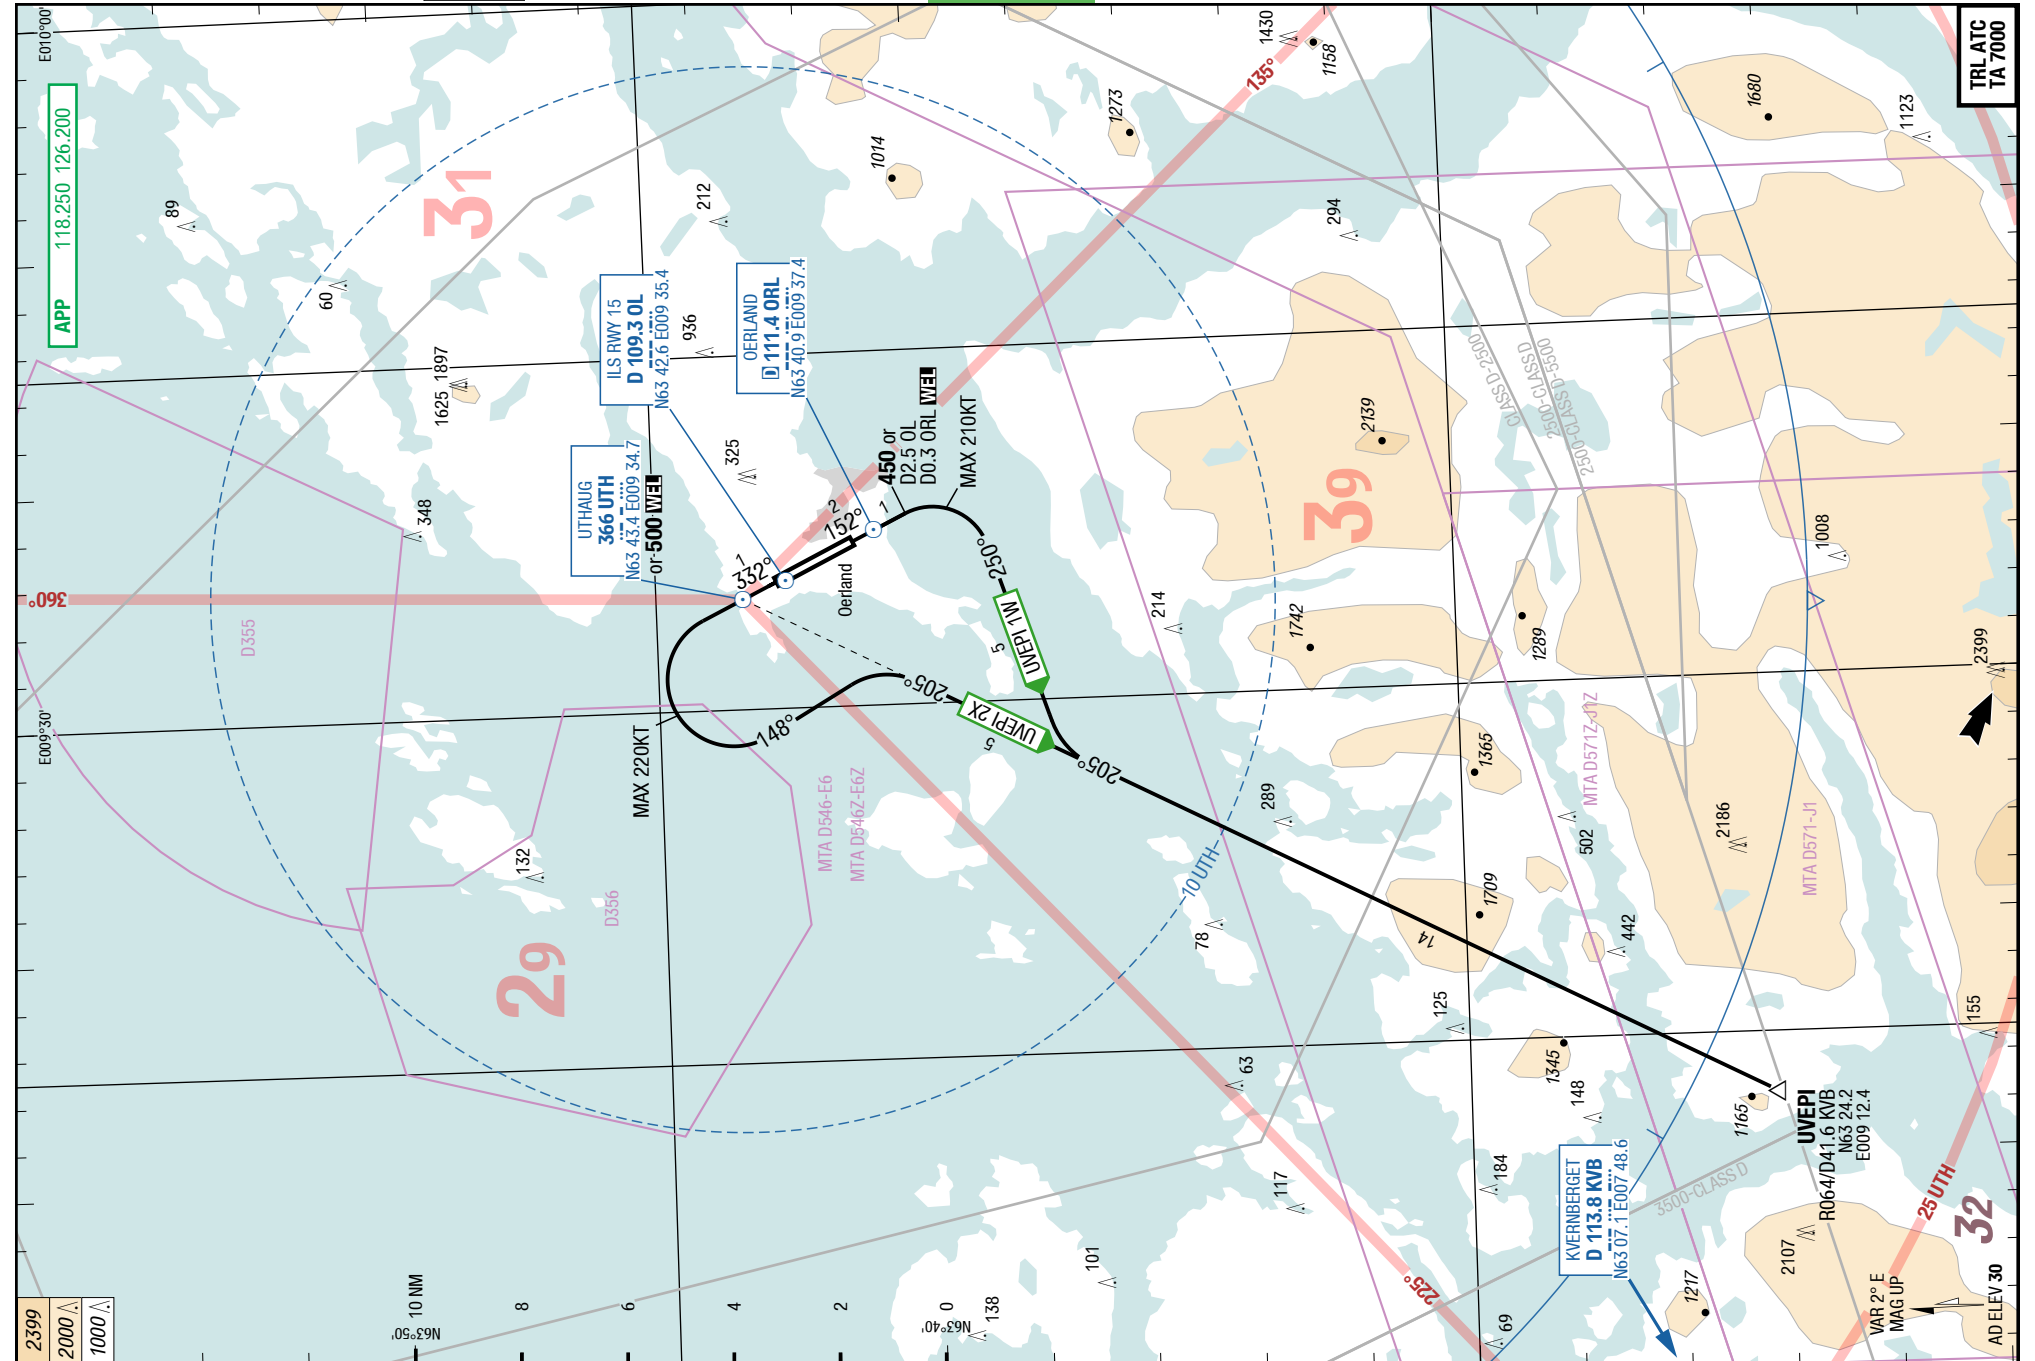 E010°00'
APP 118.250 126.200
TRL ATC
TA 7000
31
29
39
32
360°
135°
225°
25 UTH
10 UTH
89
60
212
1014
1273
1430
1158
1680
1123
294
936
1625
1897
348
325
2139
214
1742
1289
1008
2399
132
289
1365
502
2186
78
1709
442
125
155
1345
148
63
1165
184
117
101
138
69
1217
2107
ILS RWY 15
D 109.3 OL
N63 42.6 E009 35.4
OERLAND
D 111.4 ORL
N63 40.9 E009 37.4
UTHAUG
366 UTH
N63 43.4 E009 34.7
or 500 WEL
450 or
D2.5 OL
D0.3 ORL WEL
MAX 210KT
MAX 220KT
1
332°
2
152°
1
Oerland
250°
UVEPI 1W
5
148°
205°
UVEPI 2X
5
205°
14
D355
D356
MTA D546-E6
MTA D546Z-E6Z
MTA D571Z-J1Z
MTA D571-J1
CLASS D-2500
2500-CLASS D
2500-CLASS D-5500
3500-CLASS D
UVEPI
R064/D41.6 KVB
N63 24.2
E009 12.4
KVERNBERGET
D 113.8 KVB
N63 07.1 E007 48.6
E009°30'
N63°50'
N63°40'
10 NM
8
6
4
2
0
2399
2000
1000
VAR 2° E
MAG UP
AD ELEV 30